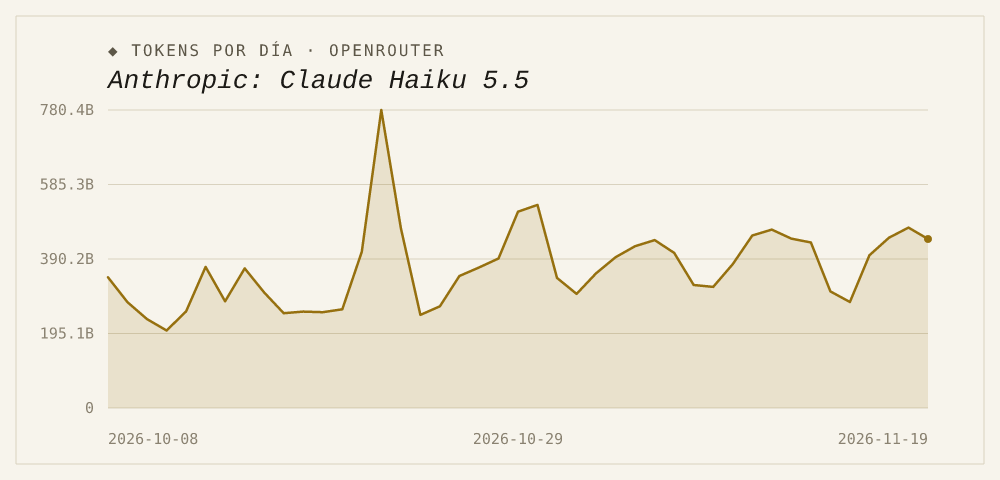 ◆ TOKENS POR DÍA · OPENROUTER
Anthropic: Claude Haiku 5.5
780.4B
585.3B
390.2B
195.1B
0
2026-10-08 2026-10-29 2026-11-19